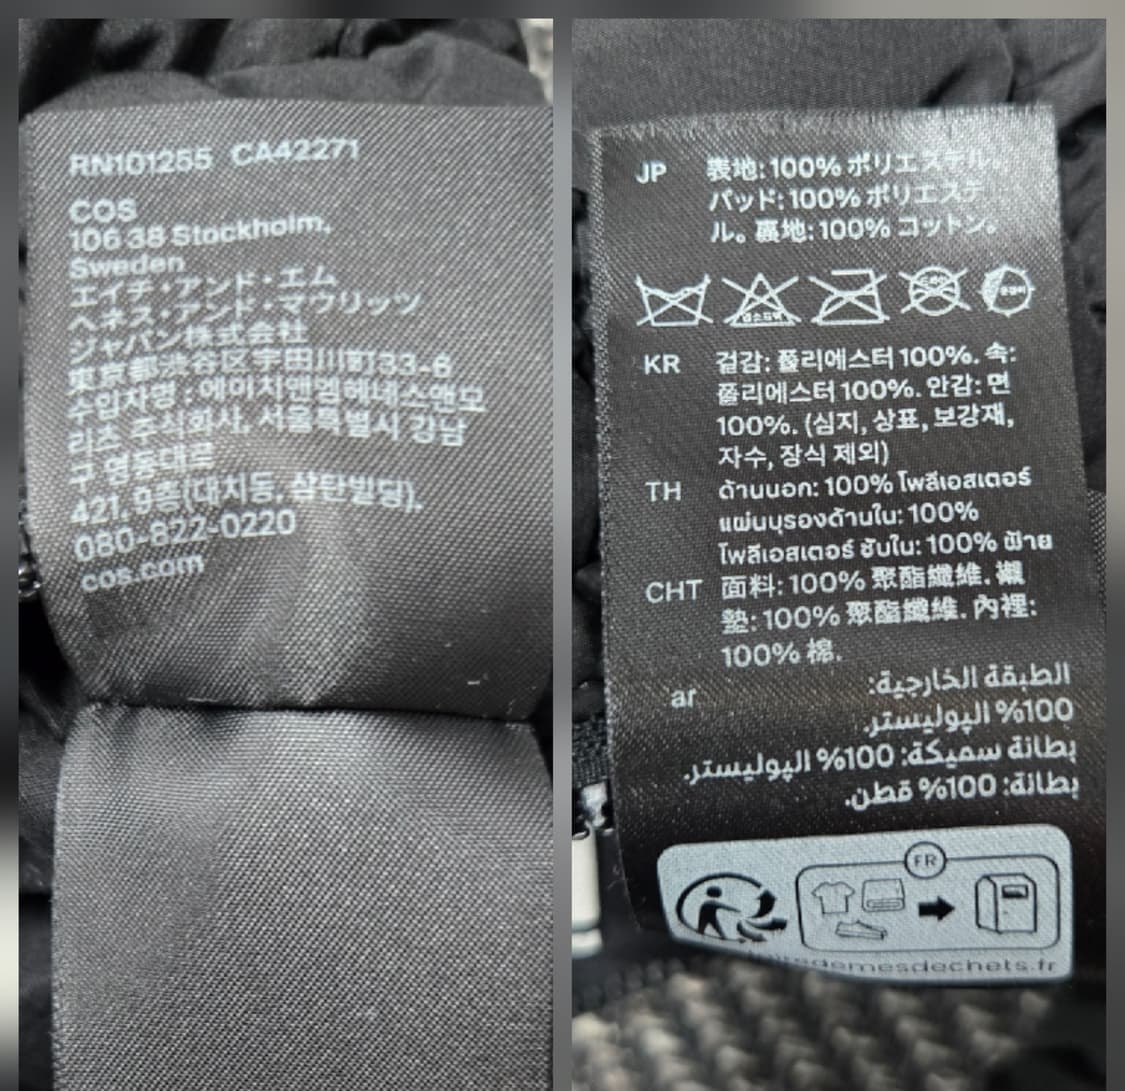 RN101255 CA42271
COS
106 38 Stockholm,
Sweden
エイチ・アンド・エム
ヘネス・アンド・マウリッツ
ジャパン株式会社
東京都渋谷区宇田川町33-6
수입자명 : 에이치앤엠헤네스앤모
리츠 주식회사, 서울특별시 강남
구 영동대로
421, 9층(대치동, 삼탄빌딩),
080-822-0220
cos.com
JP 表地: 100% ポリエステル。
パッド: 100% ポリエステ
ル。裏地: 100% コットン。
염소표백
드라이
손질이
KR 겉감: 폴리에스터 100%. 속:
폴리에스터 100%. 안감: 면
100%. (심지, 상표, 보강재,
자수, 장식 제외)
TH ด้านนอก: 100% โพลีเอสเตอร์
แผ่นบุรองด้านใน: 100%
โพลีเอสเตอร์ ซับใน: 100% ฝ้าย
CHT 面料: 100% 聚酯纖維. 襯
墊: 100% 聚酯纖維. 內裡:
100% 棉.
ar الطبقة الخارجية:
100% البوليستر.
بطانة سميكة: 100% البوليستر.
بطانة: 100% قطن.
FR